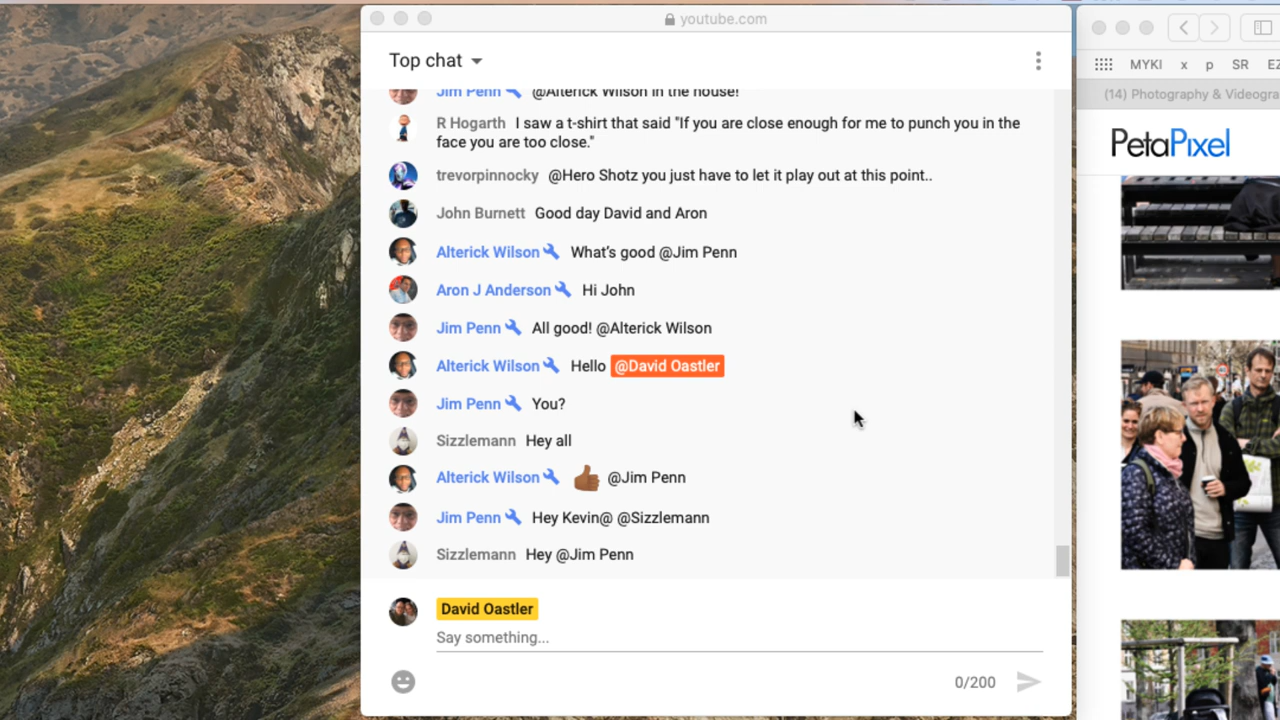 youtube.com
Top chat
Jim Penn @Alterick Wilson in the house!
R Hogarth I saw a t-shirt that said "If you are close enough for me to punch you in the
face you are too close."
trevorpinnocky @Hero Shotz you just have to let it play out at this point..
John Burnett Good day David and Aron
Alterick Wilson What's good @Jim Penn
Aron J Anderson Hi John
Jim Penn All good! @Alterick Wilson
Alterick Wilson Hello @David Oastler
Jim Penn You?
Sizzlemann Hey all
Alterick Wilson @Jim Penn
Jim Penn Hey Kevin@ @Sizzlemann
Sizzlemann Hey @Jim Penn
David Oastler
Say something...
0/200
MYKI x p SR EZ
(14) Photography & Videogra
PetaPixel